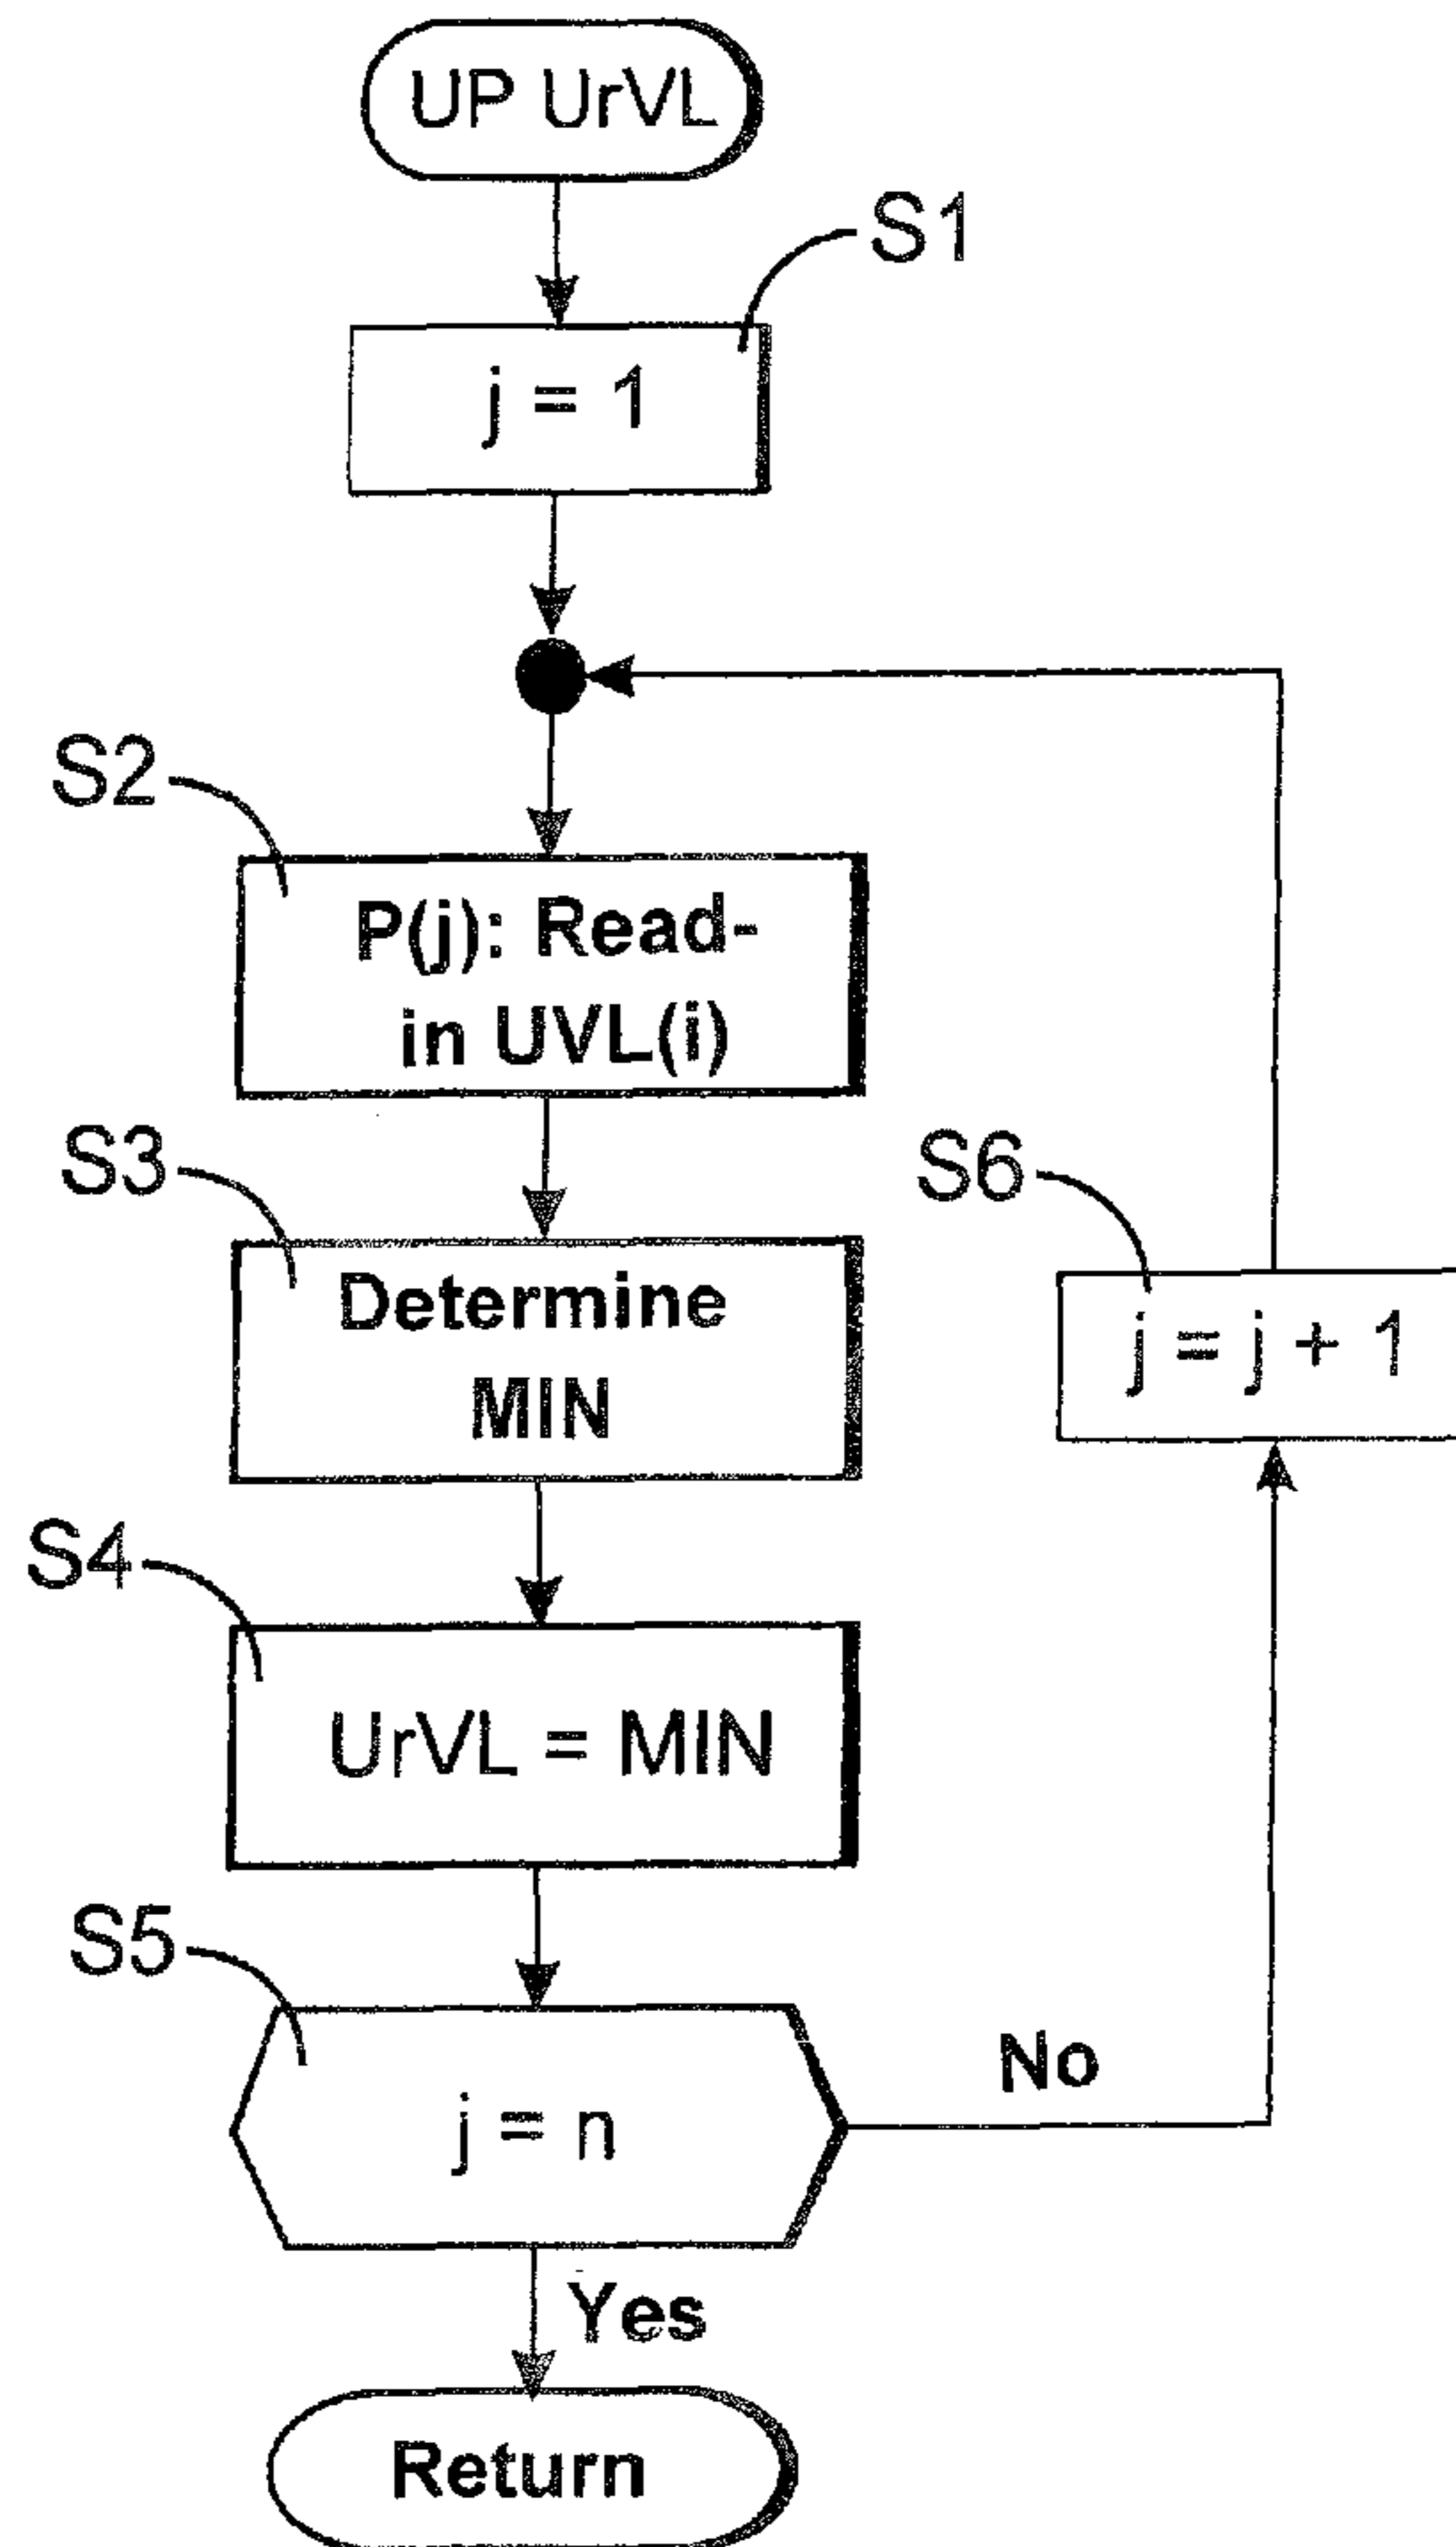 UP UrVL
S1
j = 1
S2
P(j): Read-
in UVL(i)
S3
Determine
MIN
S6
j = j + 1
S4
UrVL = MIN
S5
j = n
No
Yes
Return